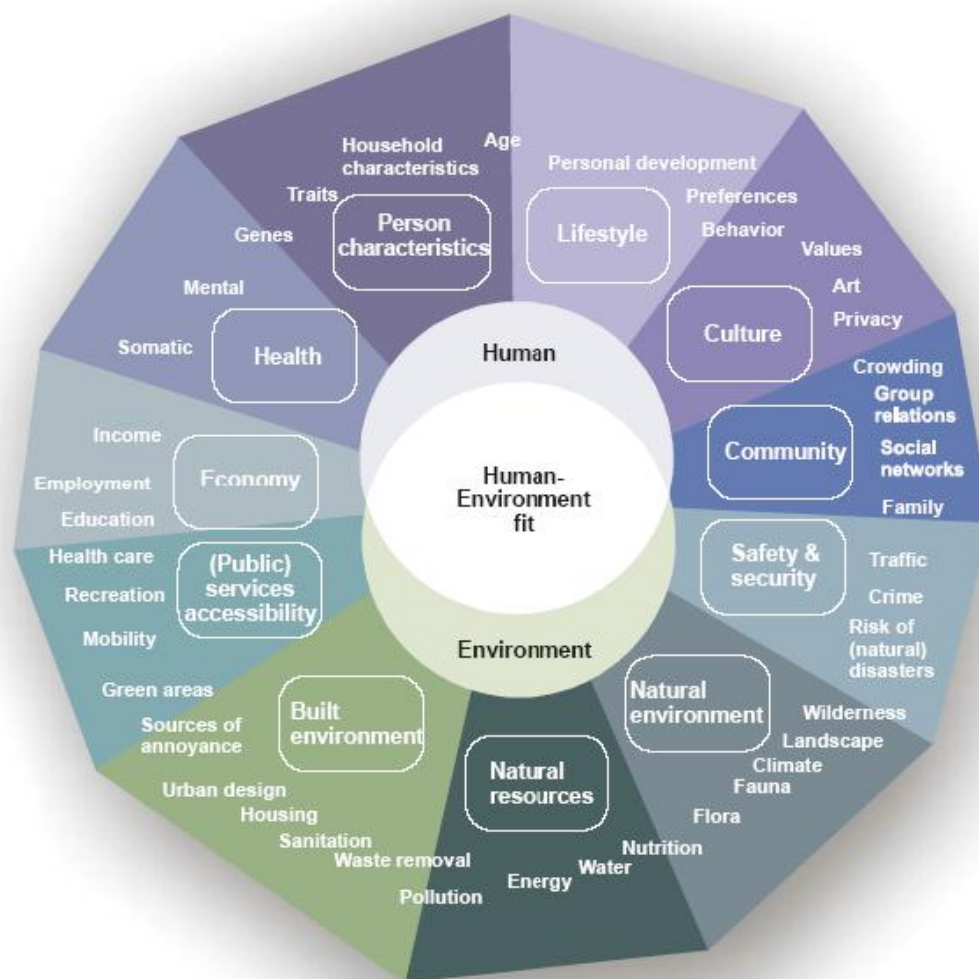 Age
Household
characteristics
Traits
Genes
Person
characteristics
Personal development
Preferences
Behavior
Lifestyle
Values
Art
Privacy
Culture
Crowding
Group
relations
Social
networks
Family
Community
Traffic
Crime
Risk of
(natural)
disasters
Safety &
security
Wilderness
Landscape
Climate
Fauna
Flora
Natural
environment
Nutrition
Water
Energy
Natural
resources
Pollution
Waste removal
Sanitation
Housing
Urban design
Sources of
annoyance
Built
environment
Green areas
Mobility
Recreation
Health care
(Public)
services
accessibility
Education
Employment
Income
Economy
Somatic
Mental
Health
Human
Human-
Environment
fit
Environment